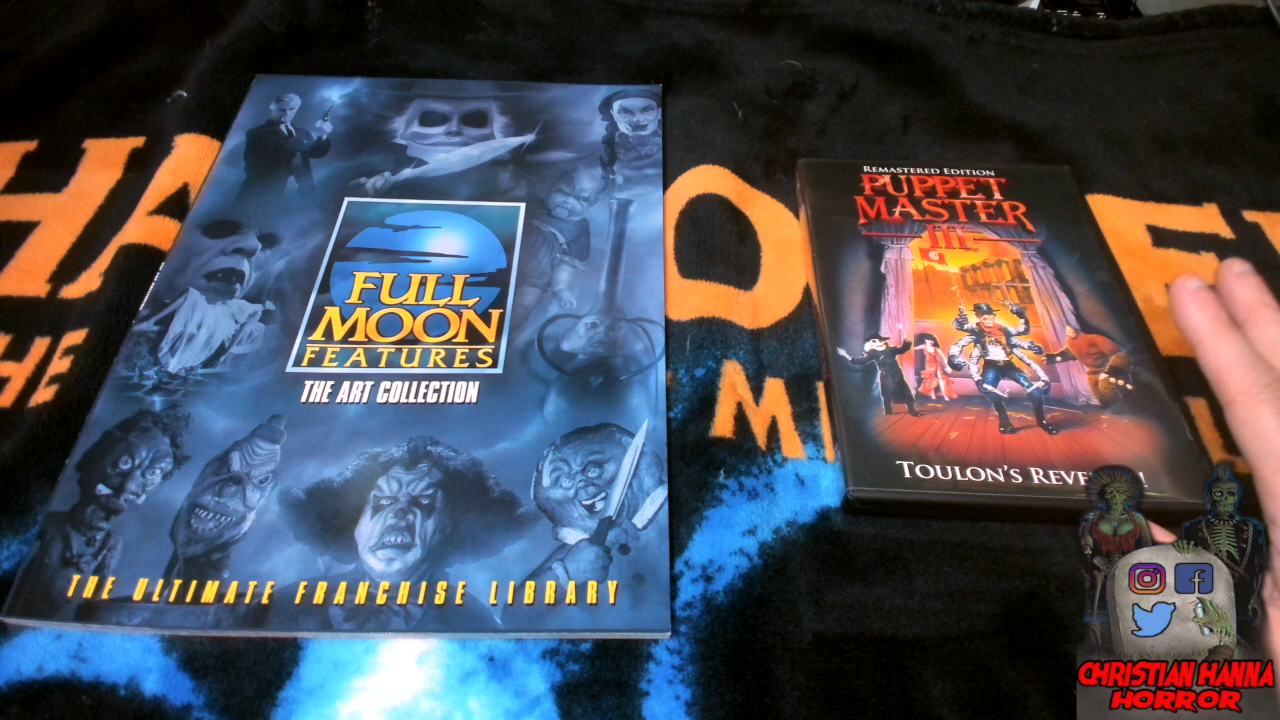 FULL
MOON
FEATURES
THE ART COLLECTION
THE ULTIMATE FRANCHISE LIBRARY
REMASTERED EDITION
PUPPET
MASTER
III
TOULON'S
CHRISTIAN HANNA
HORROR